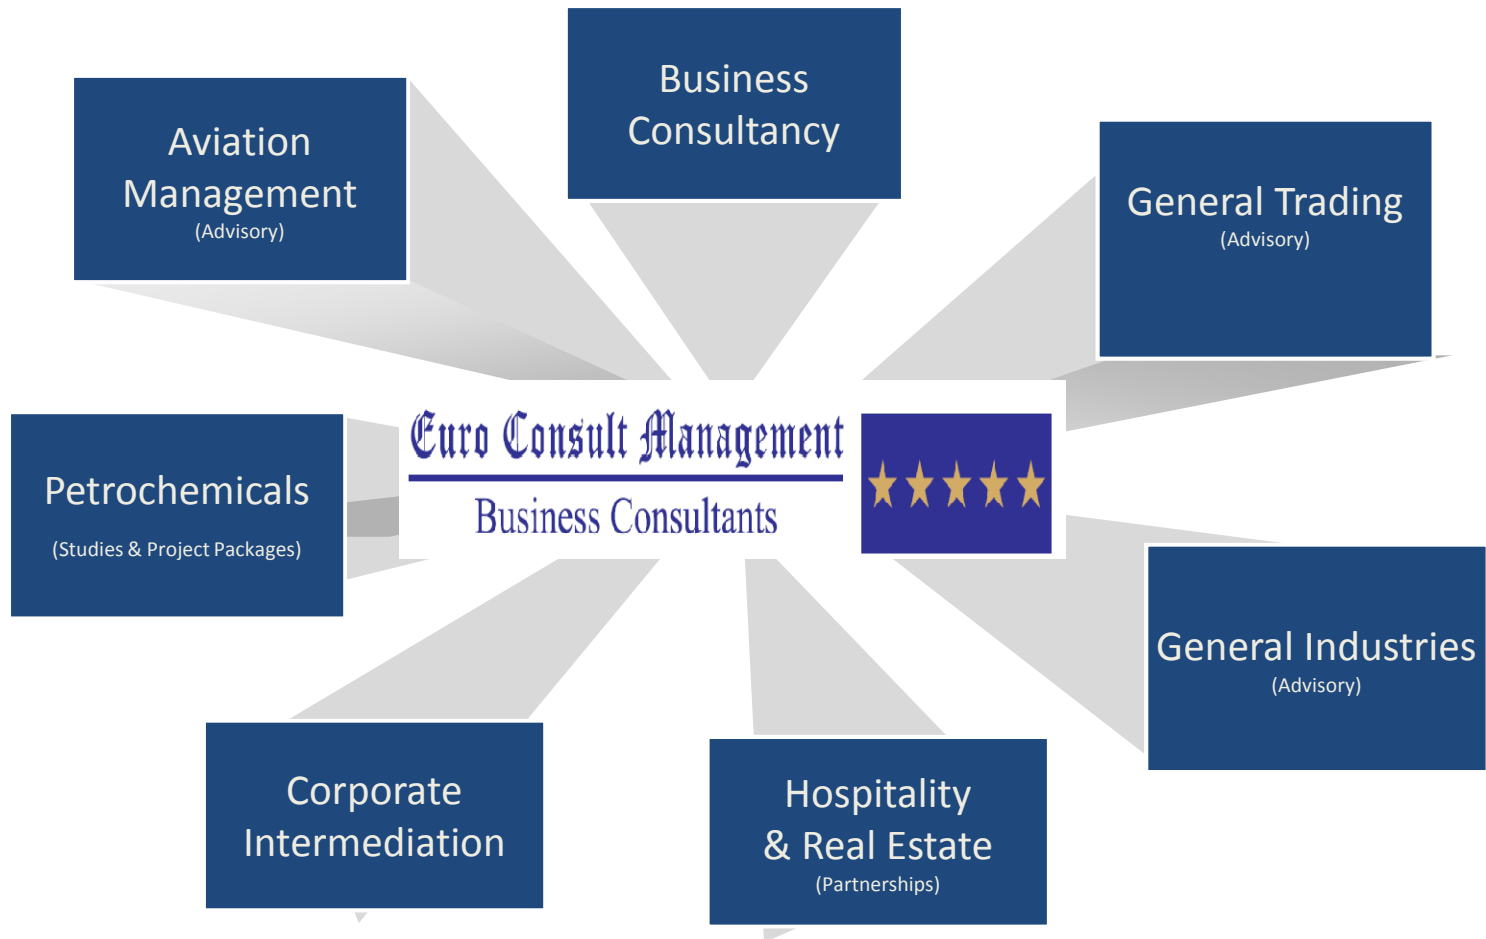 Business
Consultancy
Aviation
Management
(Advisory)
General Trading
(Advisory)
Euro Consult Management
Business Consultants
Petrochemicals
(Studies & Project Packages)
General Industries
(Advisory)
Corporate
Intermediation
Hospitality
& Real Estate
(Partnerships)